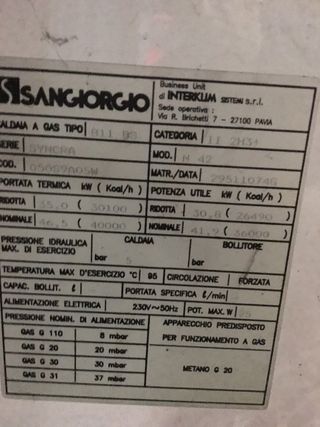 SANGIORGIO
Business Unit
di INTERKLIM SISTEMI s.r.l.
Sede operativa :
Via R. Brichetti 7 - 27100 PAVIA
CALDAIA A GAS TIPO B11 BS CATEGORIA II 2H3+
SERIE SYNCRA MOD. N 42
COD. MATR./DATA
PORTATA TERMICA kW ( Kcal/h ) POTENZA UTILE kW ( Kcal/h )
RIDOTTA 35,0 ( 30100 ) RIDOTTA 30,8 ( 26490 )
NOMINALE 46,5 ( 40000 ) NOMINALE 41,9 ( 36000 )
PRESSIONE IDRAULICA MAX. DI ESERCIZIO CALDAIA bar 5 BOLLITORE bar
TEMPERATURA MAX D'ESERCIZIO °C 95 CIRCOLAZIONE FORZATA
CAPAC. BOLLIT. ℓ PORTATA SPECIFICA ℓ/min
ALIMENTAZIONE ELETTRICA 230V~50Hz POT. MAX. W
PRESSIONE NOMIN. DI ALIMENTAZIONE APPARECCHIO PREDISPOSTO
PER FUNZIONAMENTO A GAS
GAS G 110 8 mbar
GAS G 20 20 mbar
GAS G 30 30 mbar METANO G 20
GAS G 31 37 mbar